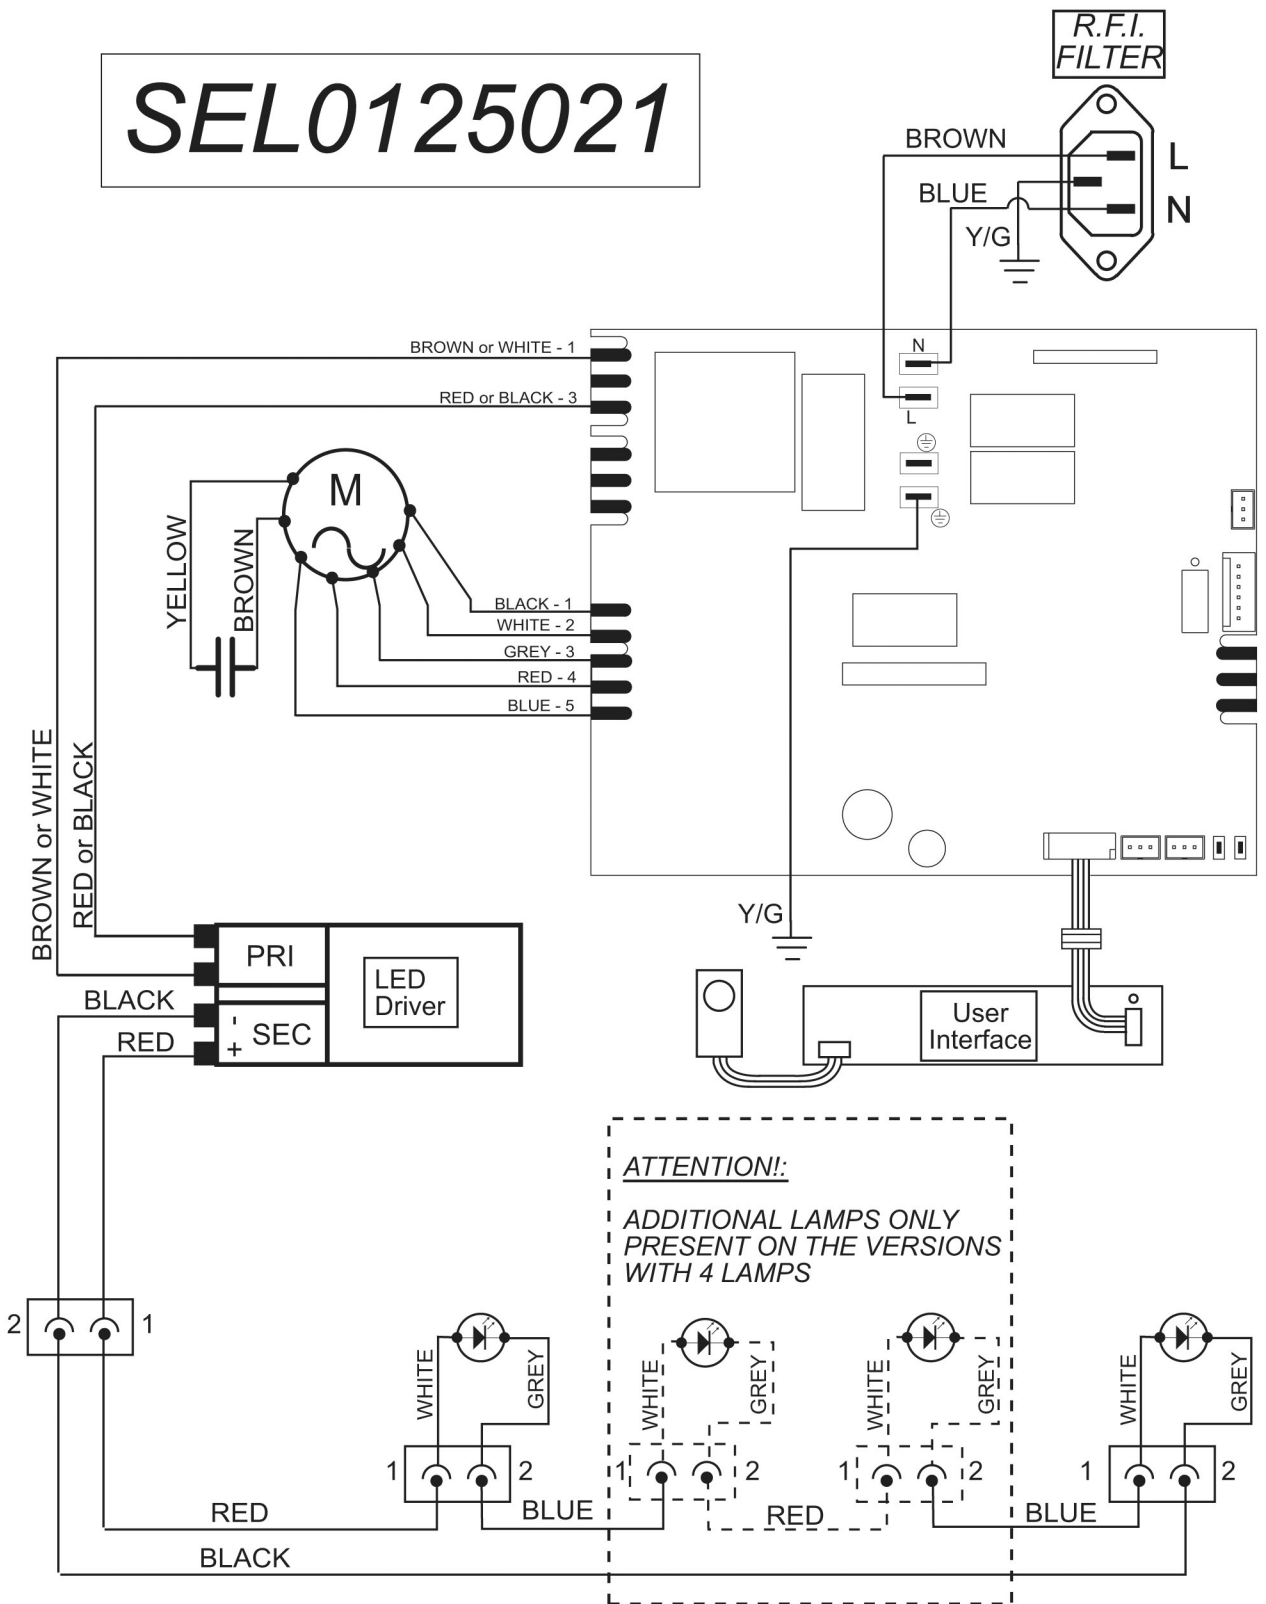 R.F.I.
FILTER
SEL0125021
BROWN
L
BLUE
N
Y/G
BROWN or WHITE - 1
N
RED or BLACK - 3
L
M
YELLOW
BROWN
BLACK - 1
WHITE - 2
GREY - 3
RED - 4
BLUE - 5
BROWN or WHITE
RED or BLACK
Y/G
PRI
LED
Driver
BLACK
- SEC
RED
+
User
Interface
ATTENTION!:
ADDITIONAL LAMPS ONLY
PRESENT ON THE VERSIONS
WITH 4 LAMPS
2
1
WHITE
GREY
WHITE
GREY
WHITE
GREY
WHITE
GREY
1
2
1
2
1
2
1
2
RED
BLUE
RED
BLUE
BLACK